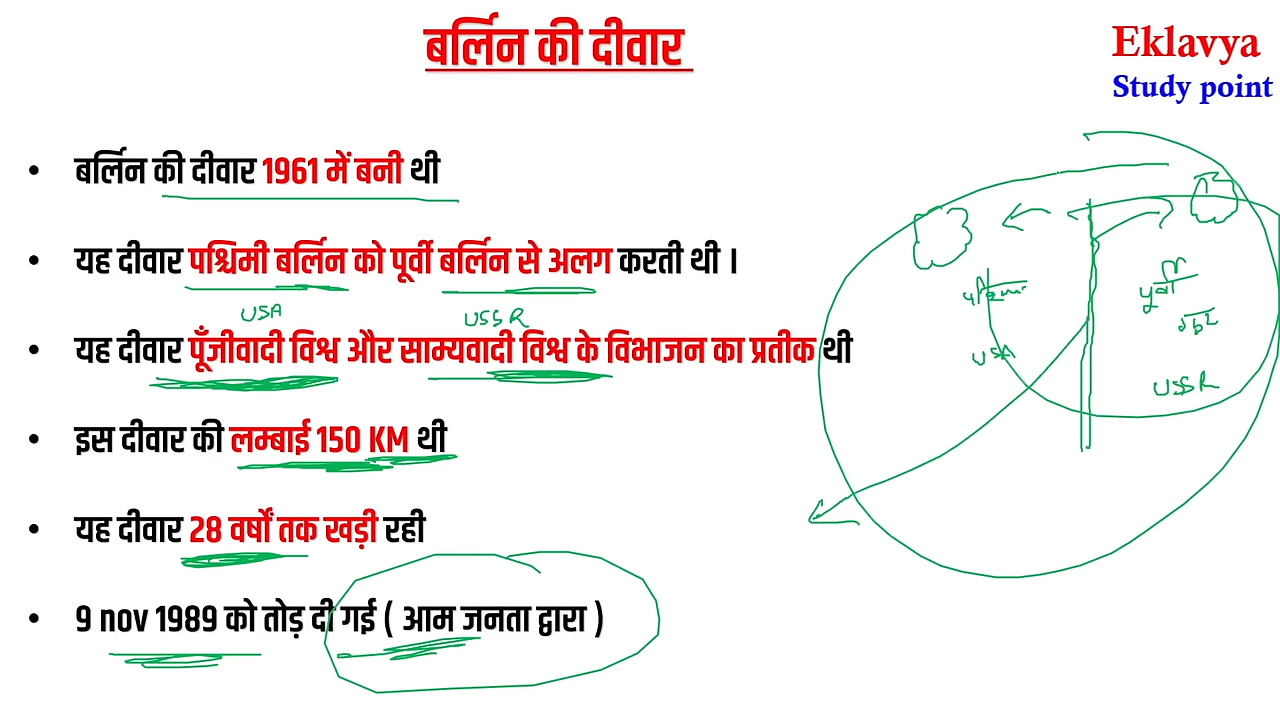 बर्लिन की दीवार
Eklavya
Study point
• बर्लिन की दीवार 1961 में बनी थी
• यह दीवार पश्चिमी बर्लिन को पूर्वी बर्लिन से अलग करती थी ।
USA
USSR
• यह दीवार पूँजीवादी विश्व और साम्यवादी विश्व के विभाजन का प्रतीक थी
USA
USSR
• इस दीवार की लम्बाई 150 KM थी
• यह दीवार 28 वर्षों तक खड़ी रही
• 9 nov 1989 को तोड़ दी गई ( आम जनता द्वारा )